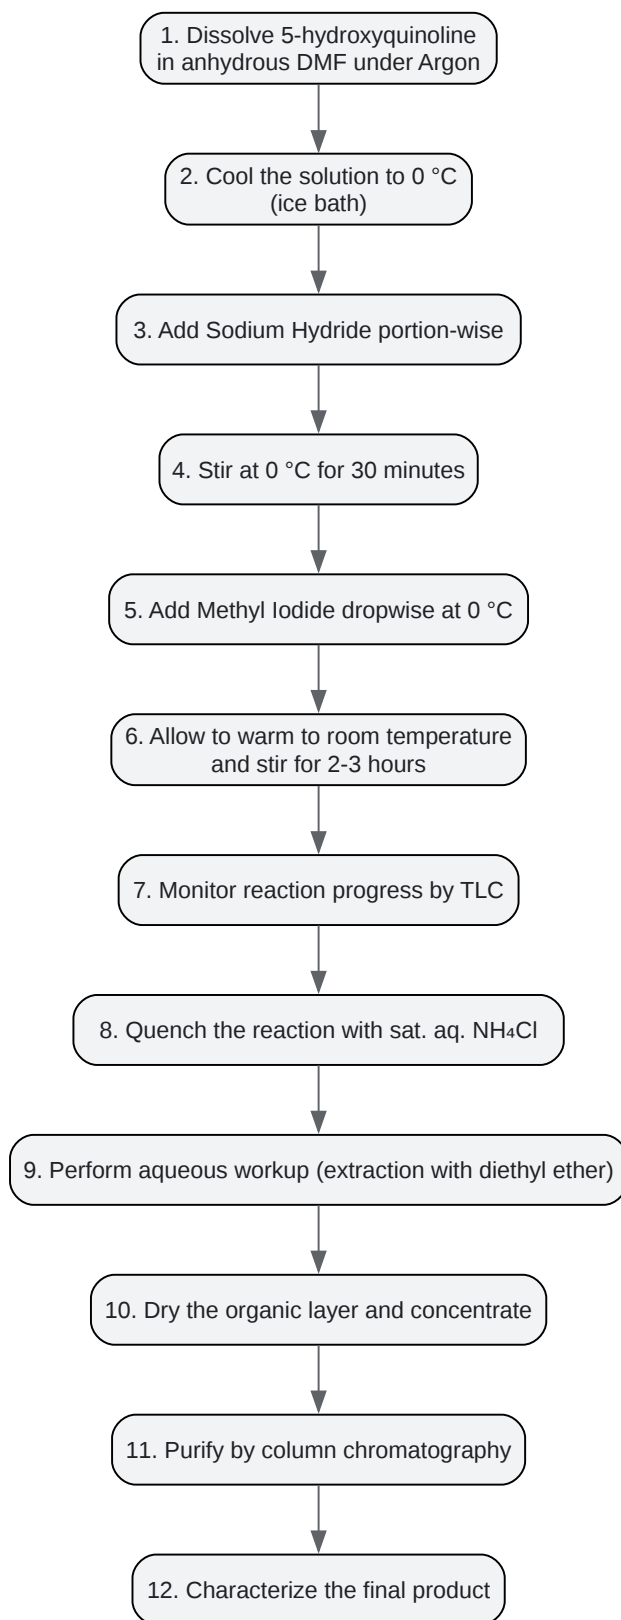 1. Dissolve 5-hydroxyquinoline
in anhydrous DMF under Argon
2. Cool the solution to 0 °C
(ice bath)
3. Add Sodium Hydride portion-wise
4. Stir at 0 °C for 30 minutes
5. Add Methyl Iodide dropwise at 0 °C
6. Allow to warm to room temperature
and stir for 2-3 hours
7. Monitor reaction progress by TLC
8. Quench the reaction with sat. aq. NH₄Cl
9. Perform aqueous workup (extraction with diethyl ether)
10. Dry the organic layer and concentrate
11. Purify by column chromatography
12. Characterize the final product